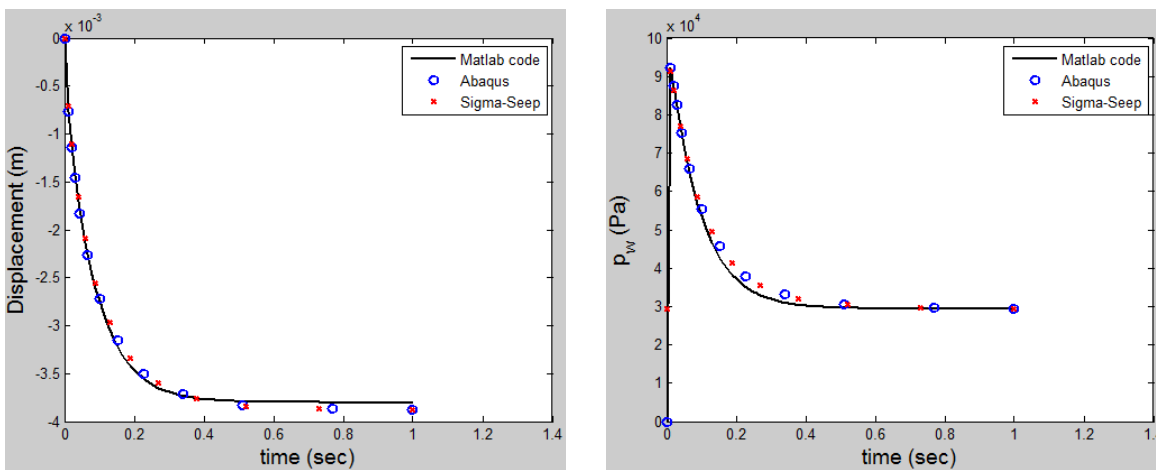 x 10⁻³
0
-0.5
-1
-1.5
-2
-2.5
-3
-3.5
-4
Displacement (m)
0 0.2 0.4 0.6 0.8 1 1.2 1.4
time (sec)
Matlab code
Abaqus
Sigma-Seep
x 10⁴
10
9
8
7
6
5
4
3
2
1
0
p_w (Pa)
0 0.2 0.4 0.6 0.8 1 1.2 1.4
time (sec)
Matlab code
Abaqus
Sigma-Seep